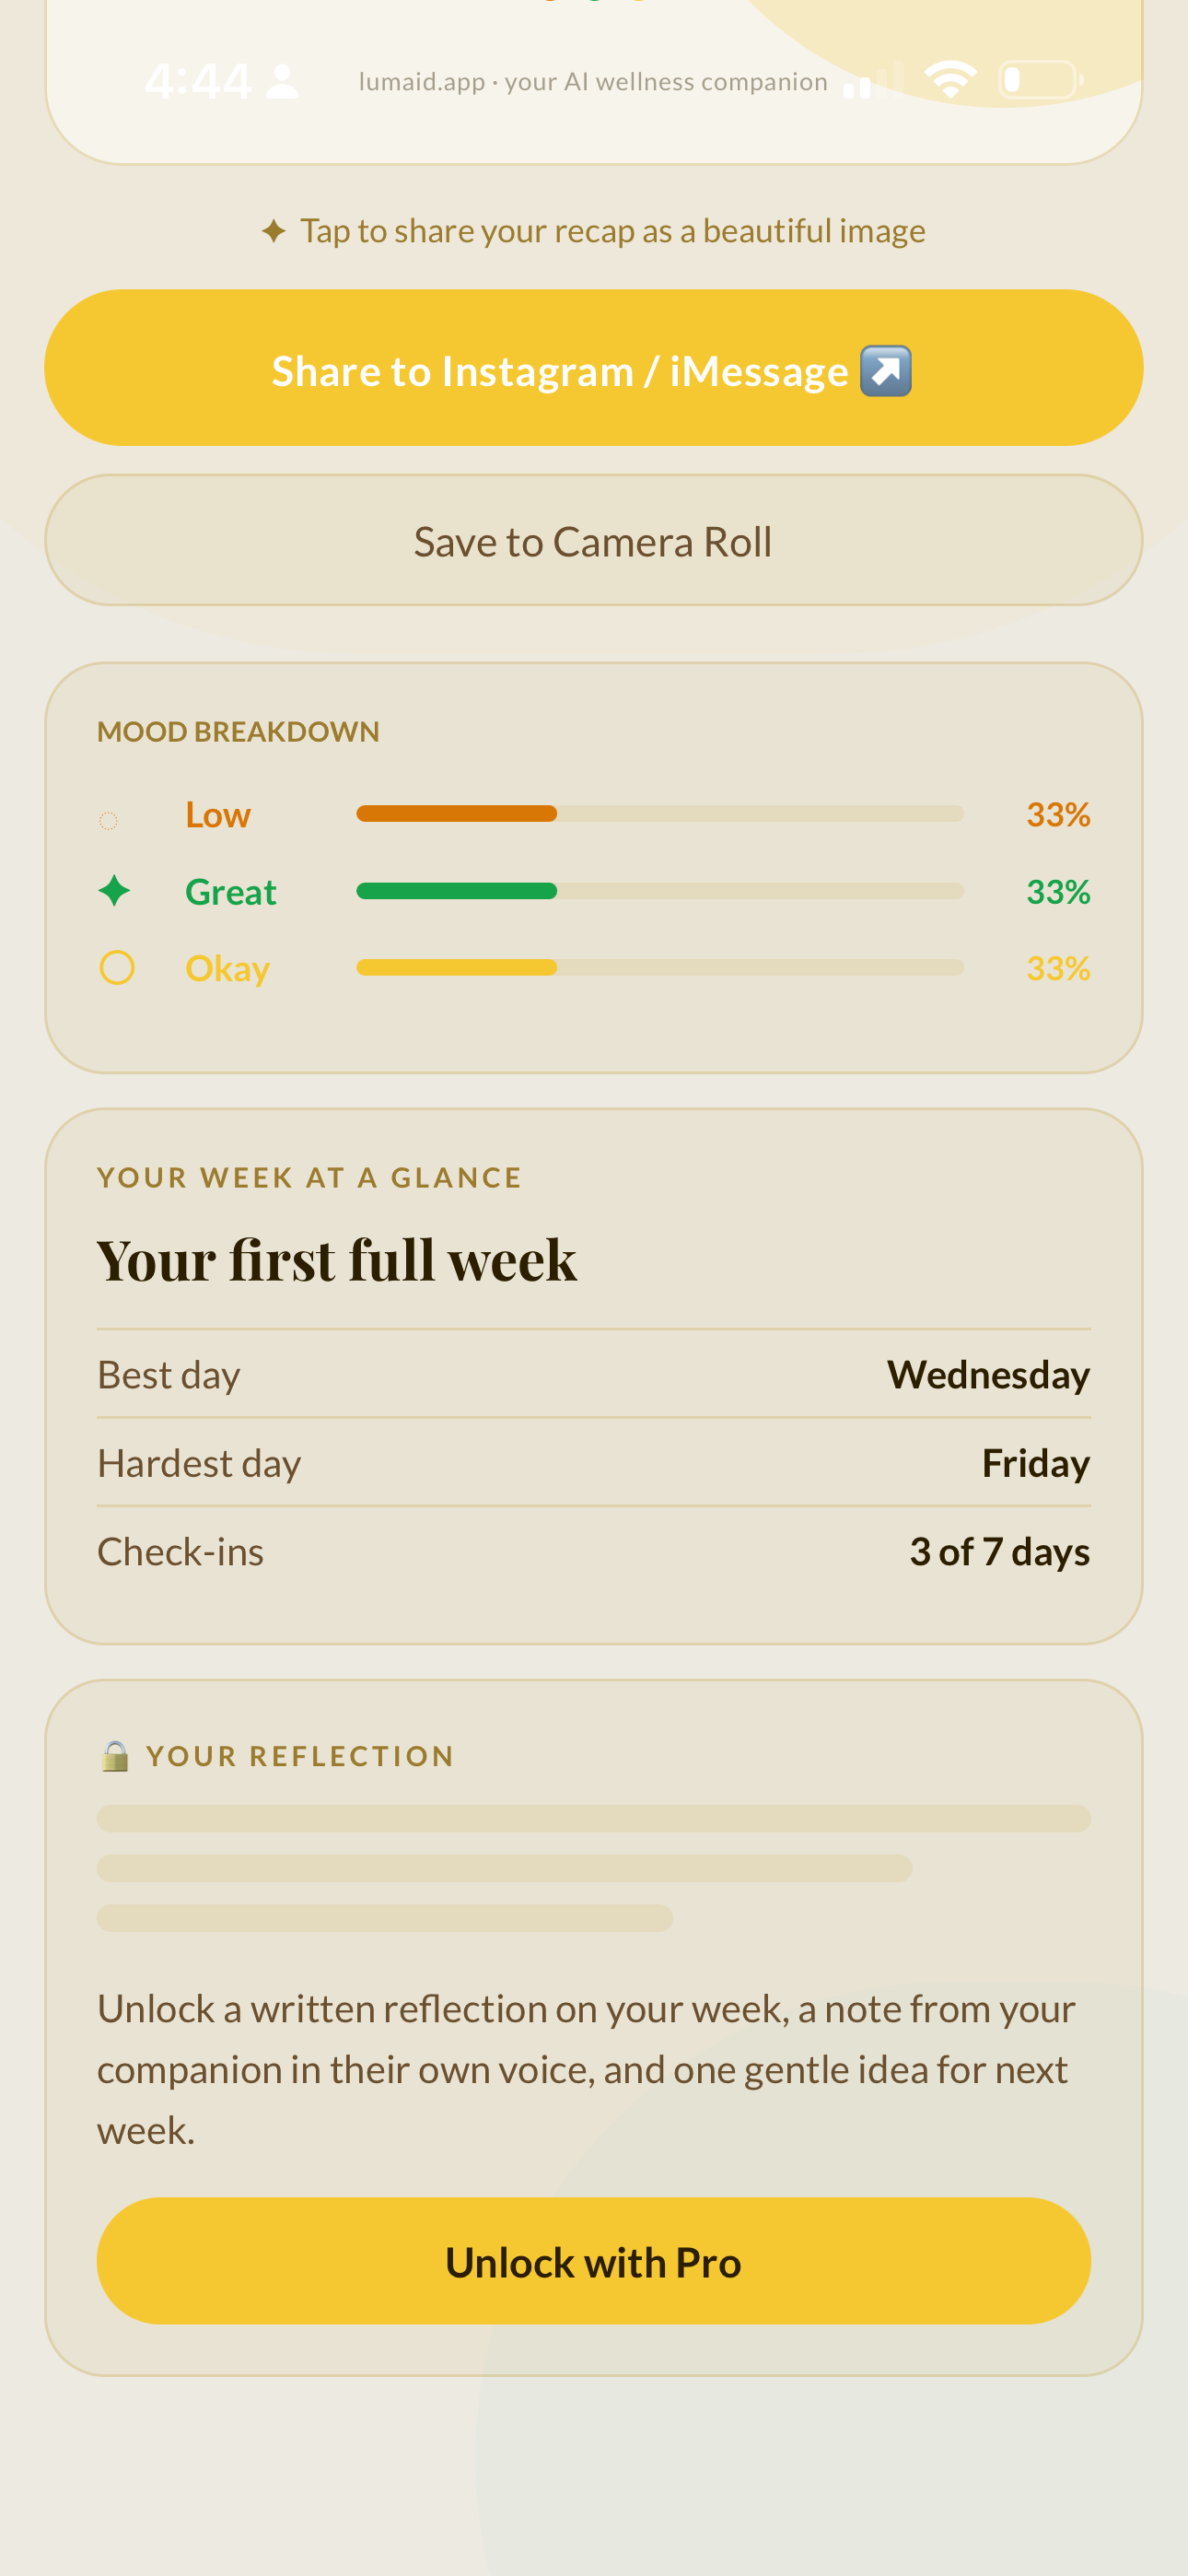 4:44
lumaid.app · your AI wellness companion
✦ Tap to share your recap as a beautiful image
Share to Instagram / iMessage ↗️
Save to Camera Roll
MOOD BREAKDOWN
Low 33%
Great 33%
Okay 33%
YOUR WEEK AT A GLANCE
Your first full week
Best day Wednesday
Hardest day Friday
Check-ins 3 of 7 days
🔒 YOUR REFLECTION
Unlock a written reflection on your week, a note from your
companion in their own voice, and one gentle idea for next
week.
Unlock with Pro